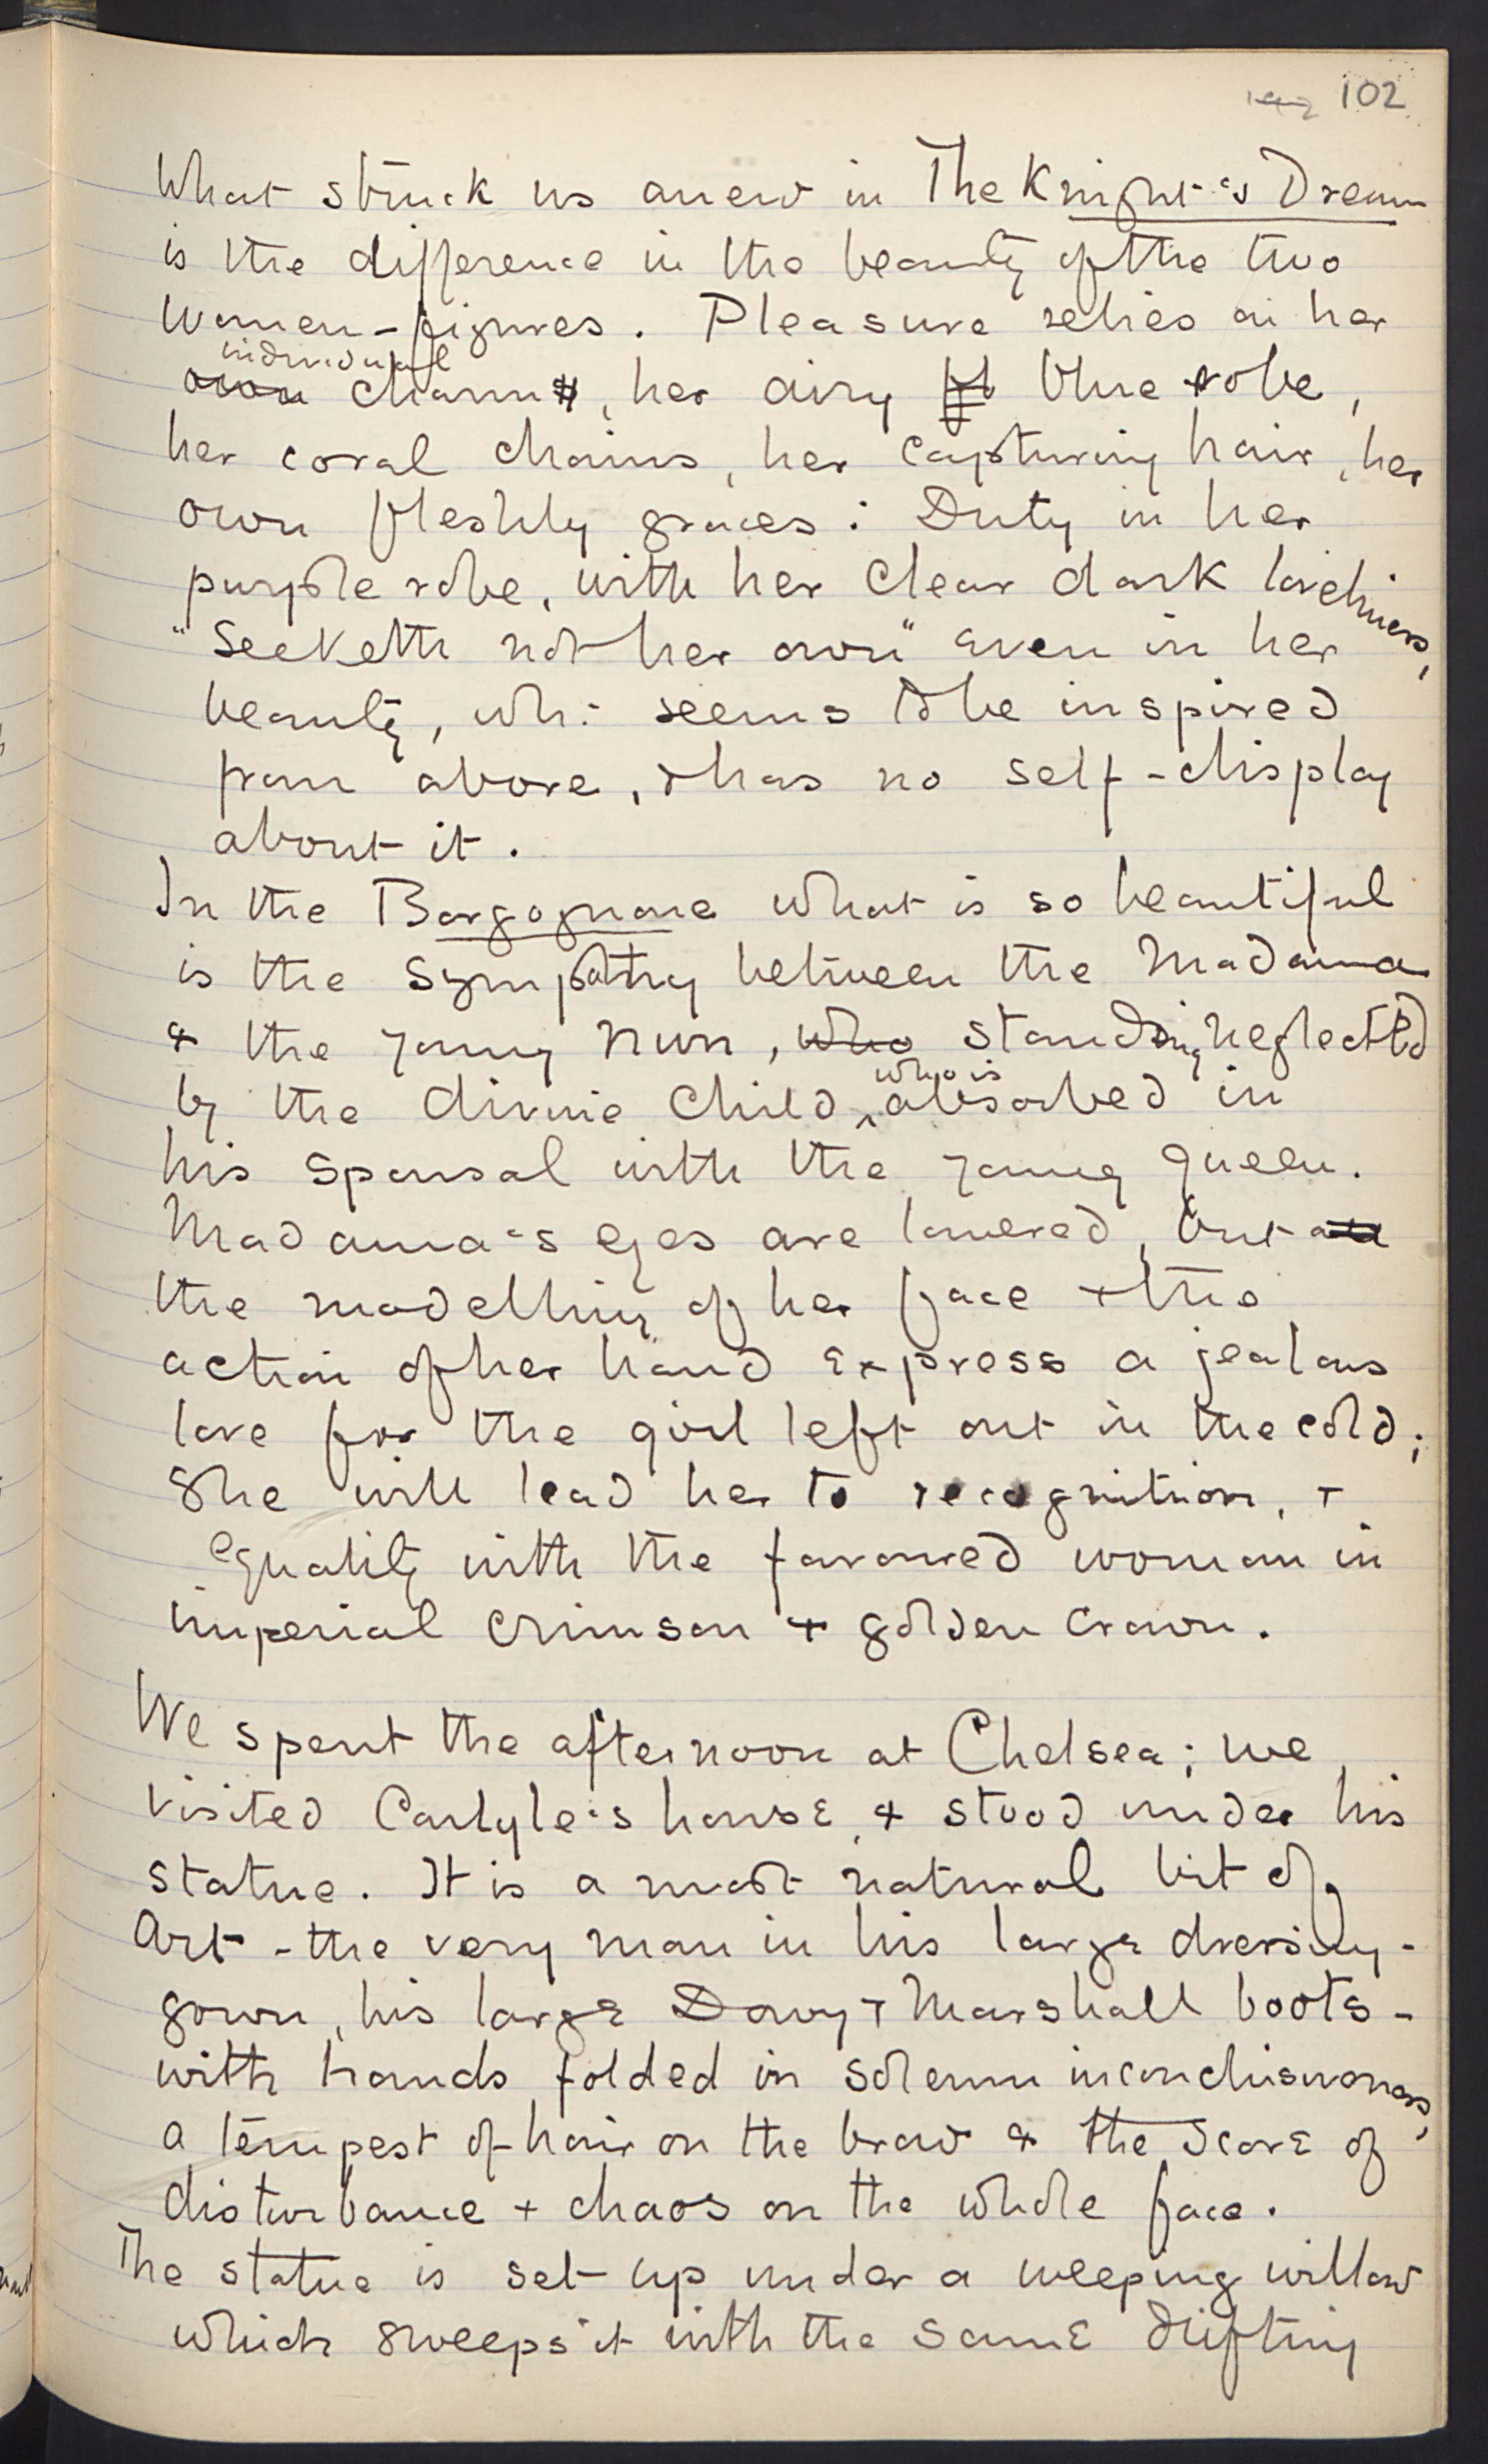 102
What struck us anew in The Knight's Dream
is the difference in the beauty of the two
women-figures. Pleasure relies on her
individual
own charm, her airy blue robe,
her coral chains, her capturing hair, her
own fleshly graces: Duty in her
purple robe, with her clear dark loveliness,
"seeketh not her own" even in her
beauty, wh: seems to be inspired
from above, & has no self-display
about it.
In the Borgognone what is so beautiful
is the sympathy between the Madama
& the young nun, who standing neglected
who is
by the divine Child, ^absorbed in
his spousal with the young queen.
Madama's eyes are lowered, but all
the modelling of her face & the
action of her hand express a jealous
love for the girl left out in the cold;
She will lead her to recognition, &
equality with the favoured woman in
imperial crimson & golden crown.
We spent the afternoon at Chelsea; we
visited Carlyle's house, & stood under his
statue. It is a most natural bit of
Art - the very man in his large dressing-
gown, his large Dowy & Marshall boots -
with hands folded in solemn inconclusiveness,
a tempest of hair on the brow & the score of
disturbance & chaos on the whole face.
The statue is set up under a weeping willow
which sweeps it with the same drifting